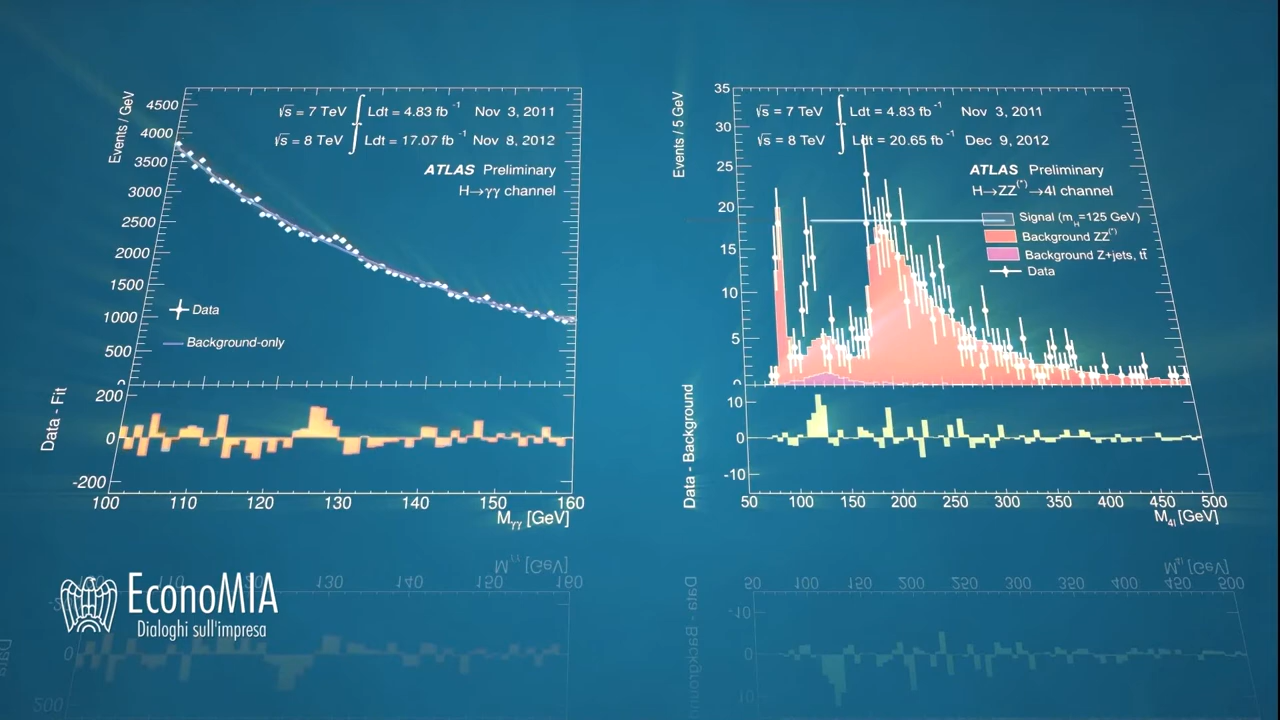 Events/ GeV
4500
4000
3500
3000
2500
2000
1500
1000
500
0
√s = 7 TeV ∫ Ldt = 4.83 fb⁻¹ Nov 3, 2011
√s = 8 TeV ∫ Ldt = 17.07 fb⁻¹ Nov 8, 2012
ATLAS Preliminary
H→γγ channel
Data
Background-only
Data - Fit
200
0
-200
100 110 120 130 140 150 160
Mγγ [GeV]
Events / 5 GeV
35
30
25
20
15
10
5
0
√s = 7 TeV ∫ Ldt = 4.83 fb⁻¹ Nov 3, 2011
√s = 8 TeV ∫ Ldt = 20.65 fb⁻¹ Dec 9, 2012
ATLAS Preliminary
H→ZZ(*)→4l channel
Signal (mH=125 GeV)
Background ZZ(*)
Background Z+jets, tt̄
Data
Data - Background
10
0
-10
50 100 150 200 250 300 350 400 450 500
M4l [GeV]
EconoMIA
Dialoghi sull'impresa